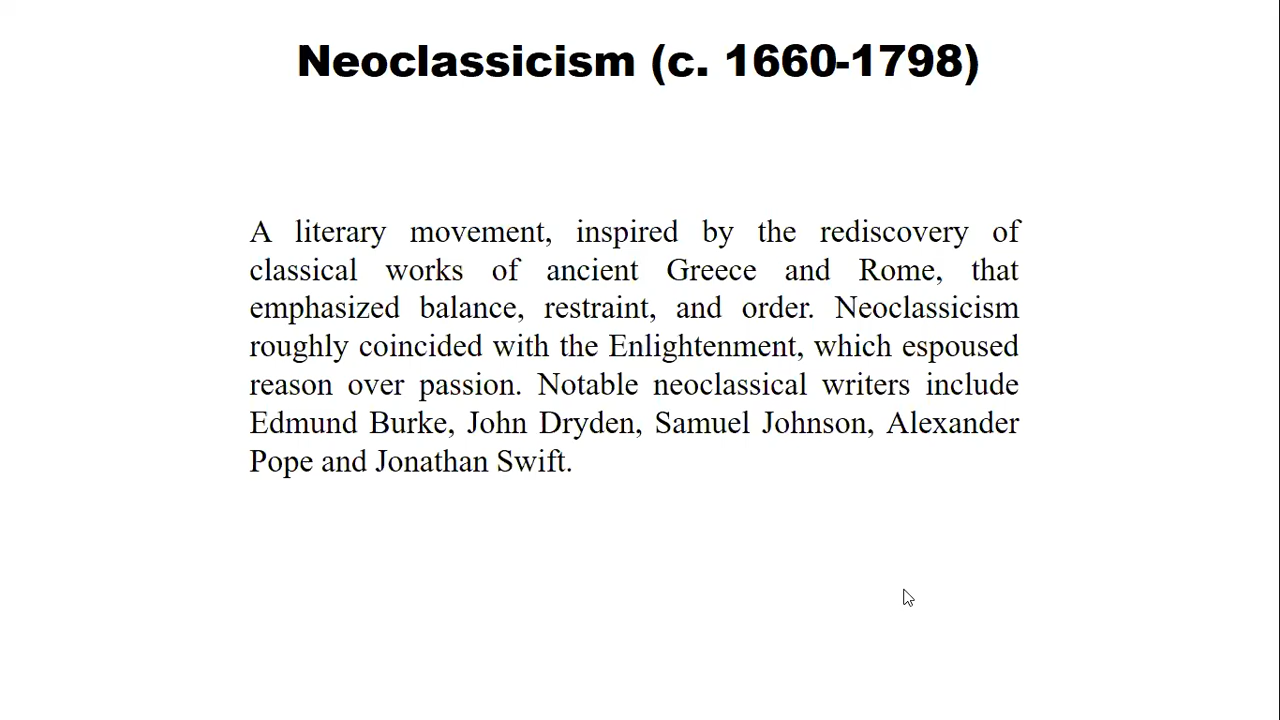 Neoclassicism (c. 1660-1798)
A literary movement, inspired by the rediscovery of
classical works of ancient Greece and Rome, that
emphasized balance, restraint, and order. Neoclassicism
roughly coincided with the Enlightenment, which espoused
reason over passion. Notable neoclassical writers include
Edmund Burke, John Dryden, Samuel Johnson, Alexander
Pope and Jonathan Swift.